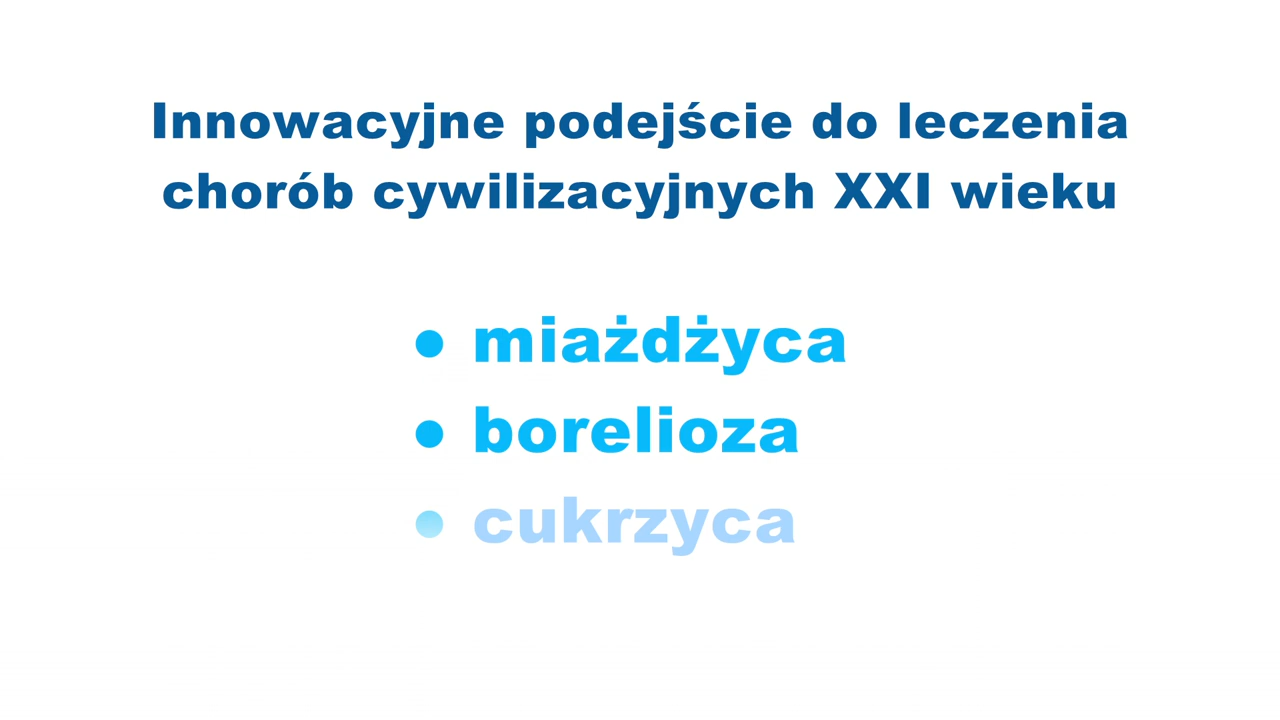 Innowacyjne podejście do leczenia
chorób cywilizacyjnych XXI wieku
• miażdżyca
• borelioza
• cukrzyca